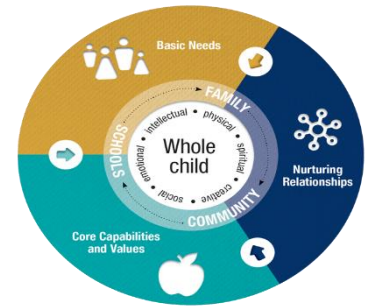 Basic Needs
FAMILY
SCHOOLS
COMMUNITY
intellectual • physical • spiritual • creative • social • emotional •
Whole
child
Nurturing
Relationships
Core Capabilities
and Values